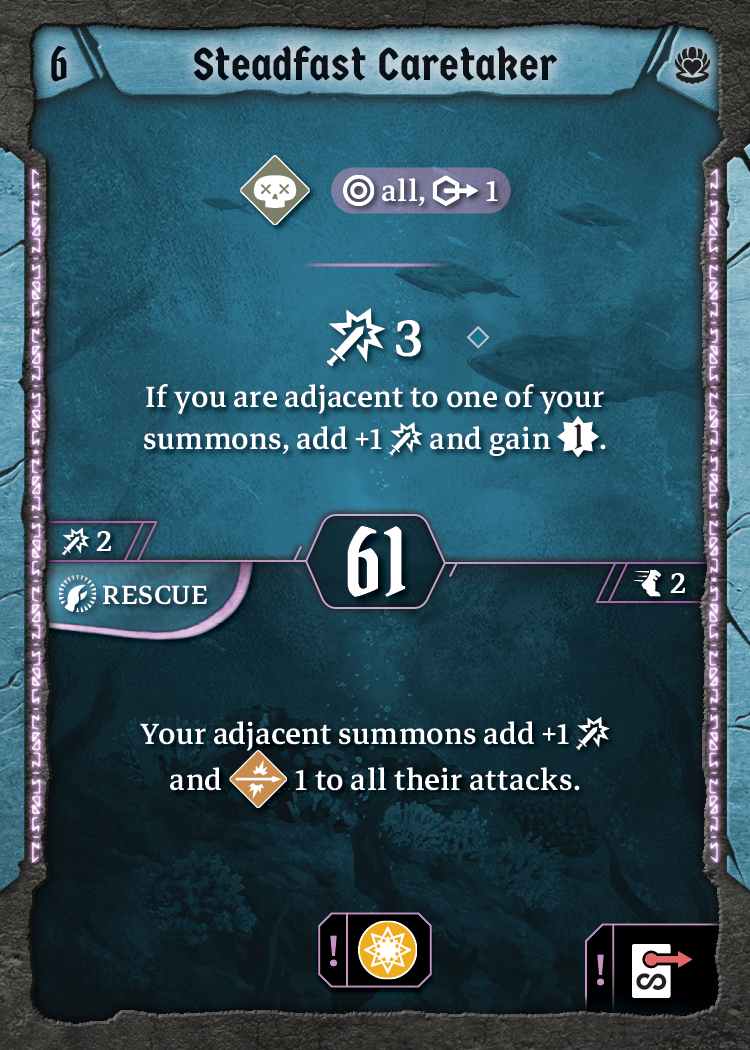 6
Steadfast Caretaker
all, 1
3
If you are adjacent to one of your
summons, add +1 and gain 1.
2
61
RESCUE
2
Your adjacent summons add +1
and 1 to all their attacks.
!
!